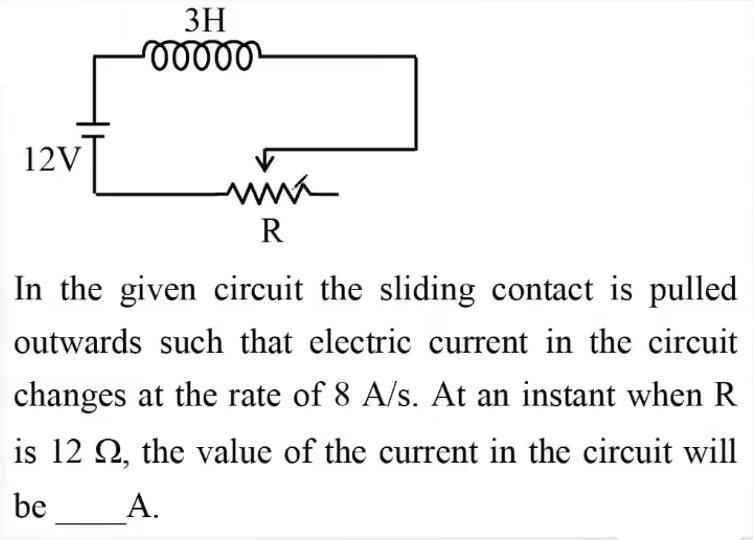 3H
12V
R
In the given circuit the sliding contact is pulled
outwards such that electric current in the circuit
changes at the rate of 8 A/s. At an instant when R
is 12 Ω, the value of the current in the circuit will
be ____A.